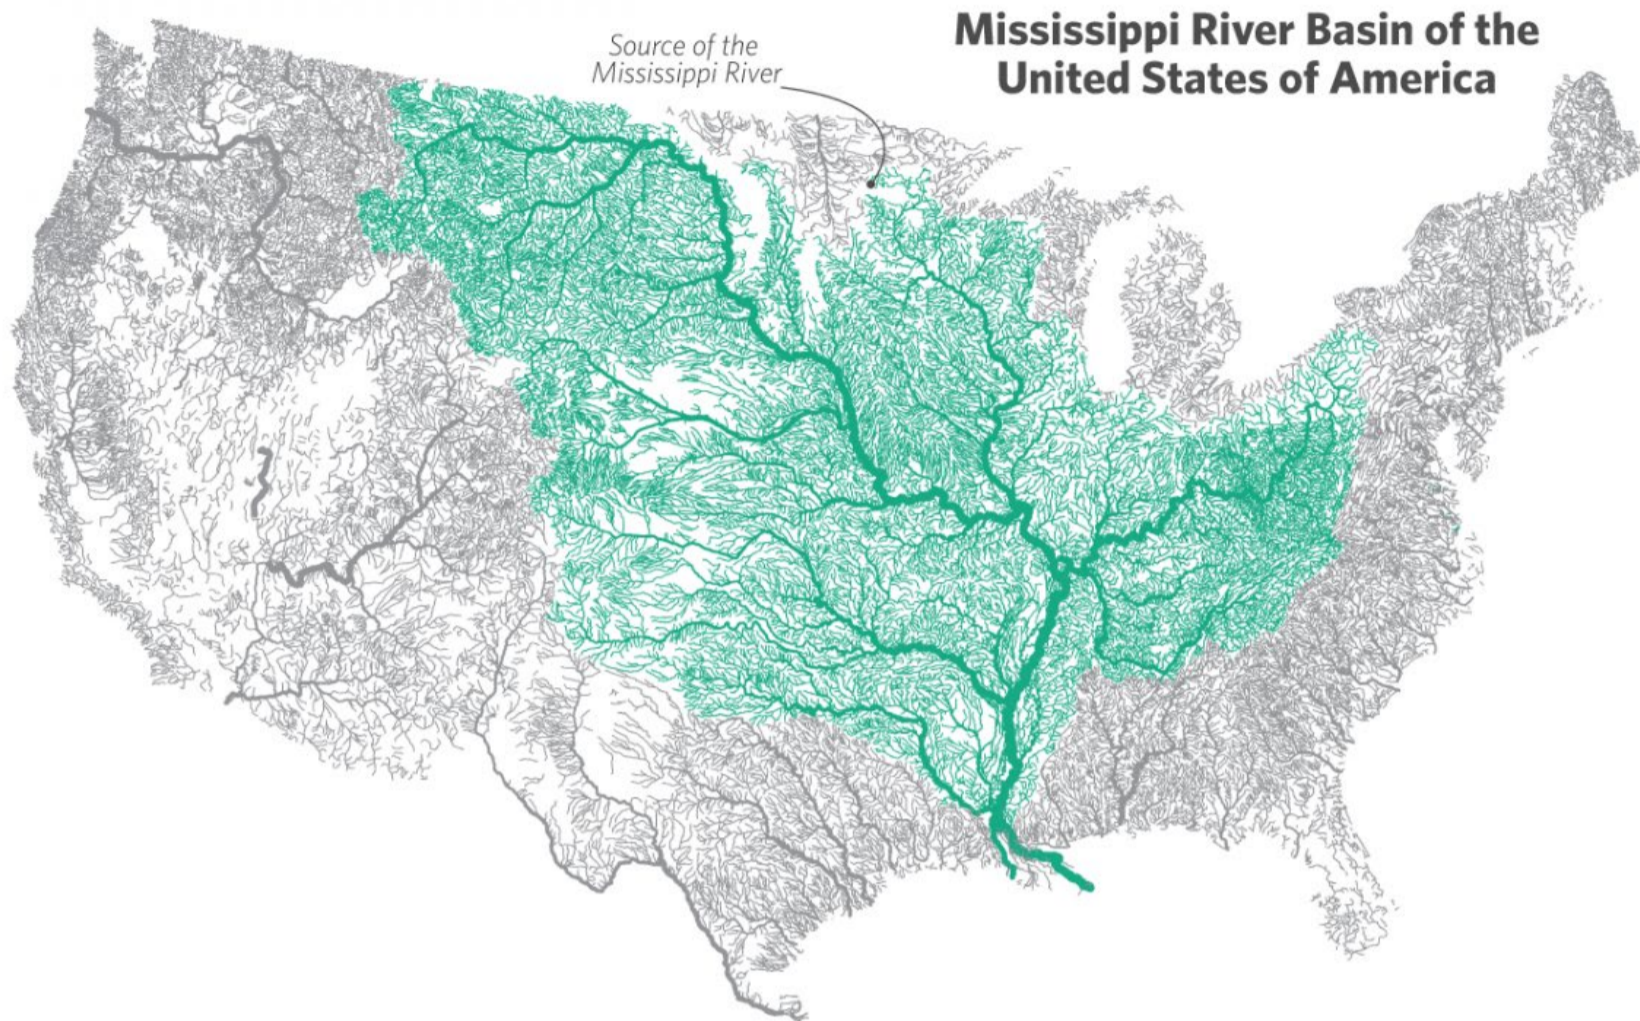 Mississippi River Basin of the
United States of America
Source of the
Mississippi River